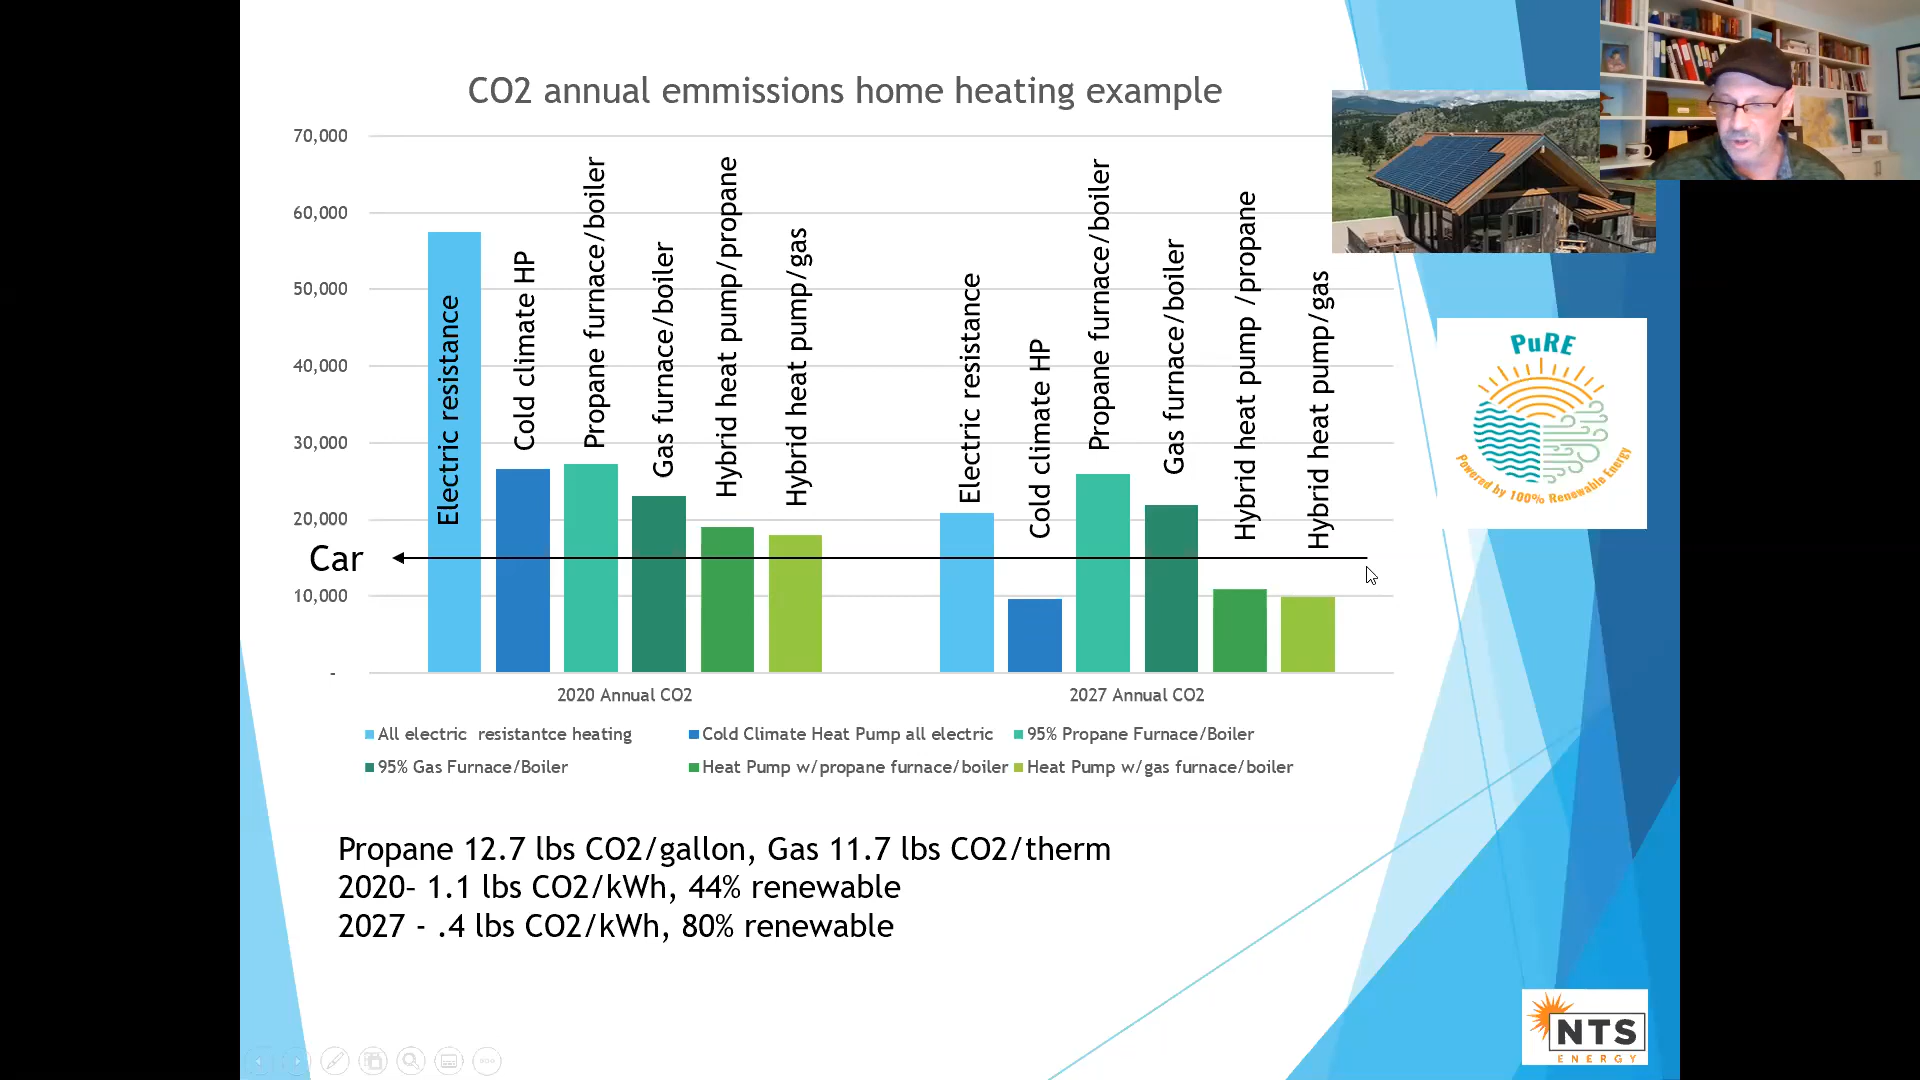 CO2 annual emmissions home heating example
70,000
60,000
50,000
40,000
30,000
20,000
10,000
-
Car
Electric resistance
Cold climate HP
Propane furnace/boiler
Gas furnace/boiler
Hybrid heat pump/propane
Hybrid heat pump/gas
Electric resistance
Cold climate HP
Propane furnace/boiler
Gas furnace/boiler
Hybrid heat pump /propane
Hybrid heat pump/gas
2020 Annual CO2
2027 Annual CO2
All electric resistantce heating
Cold Climate Heat Pump all electric
95% Propane Furnace/Boiler
95% Gas Furnace/Boiler
Heat Pump w/propane furnace/boiler
Heat Pump w/gas furnace/boiler
Propane 12.7 lbs CO2/gallon, Gas 11.7 lbs CO2/therm
2020- 1.1 lbs CO2/kWh, 44% renewable
2027 - .4 lbs CO2/kWh, 80% renewable
PuRE
Powered by 100% Renewable Energy
NTS
ENERGY